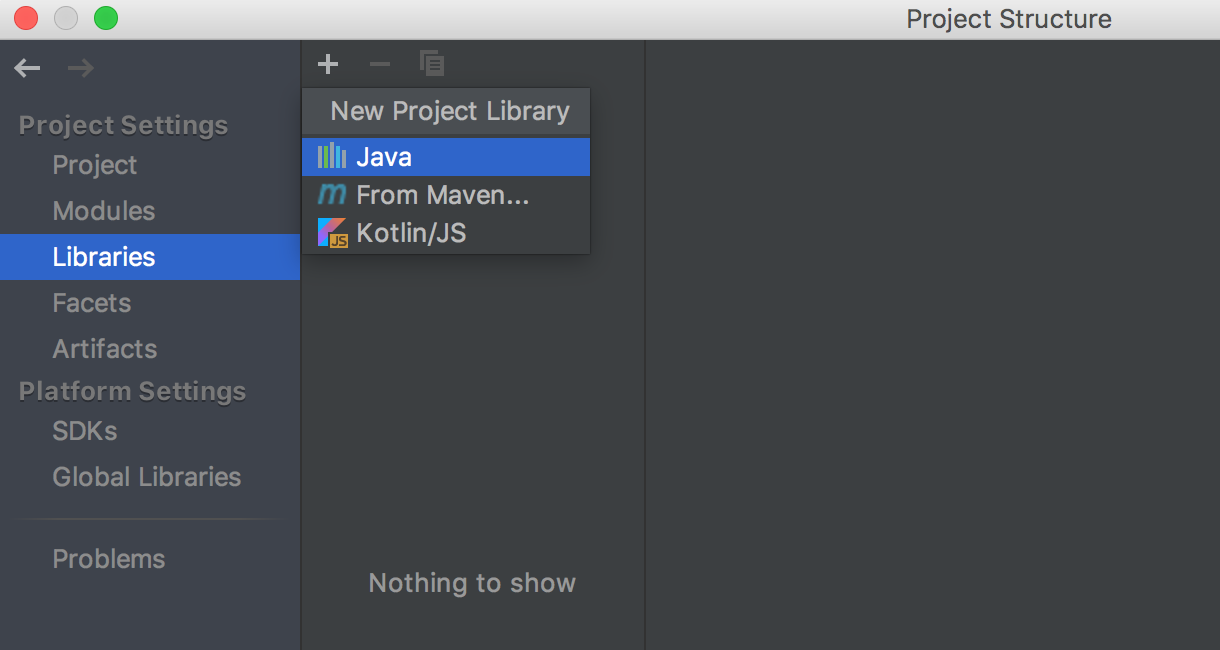 Project Structure
Project Settings
Project
Modules
Libraries
Facets
Artifacts
Platform Settings
SDKs
Global Libraries
Problems
New Project Library
Java
m From Maven...
JS Kotlin/JS
Nothing to show